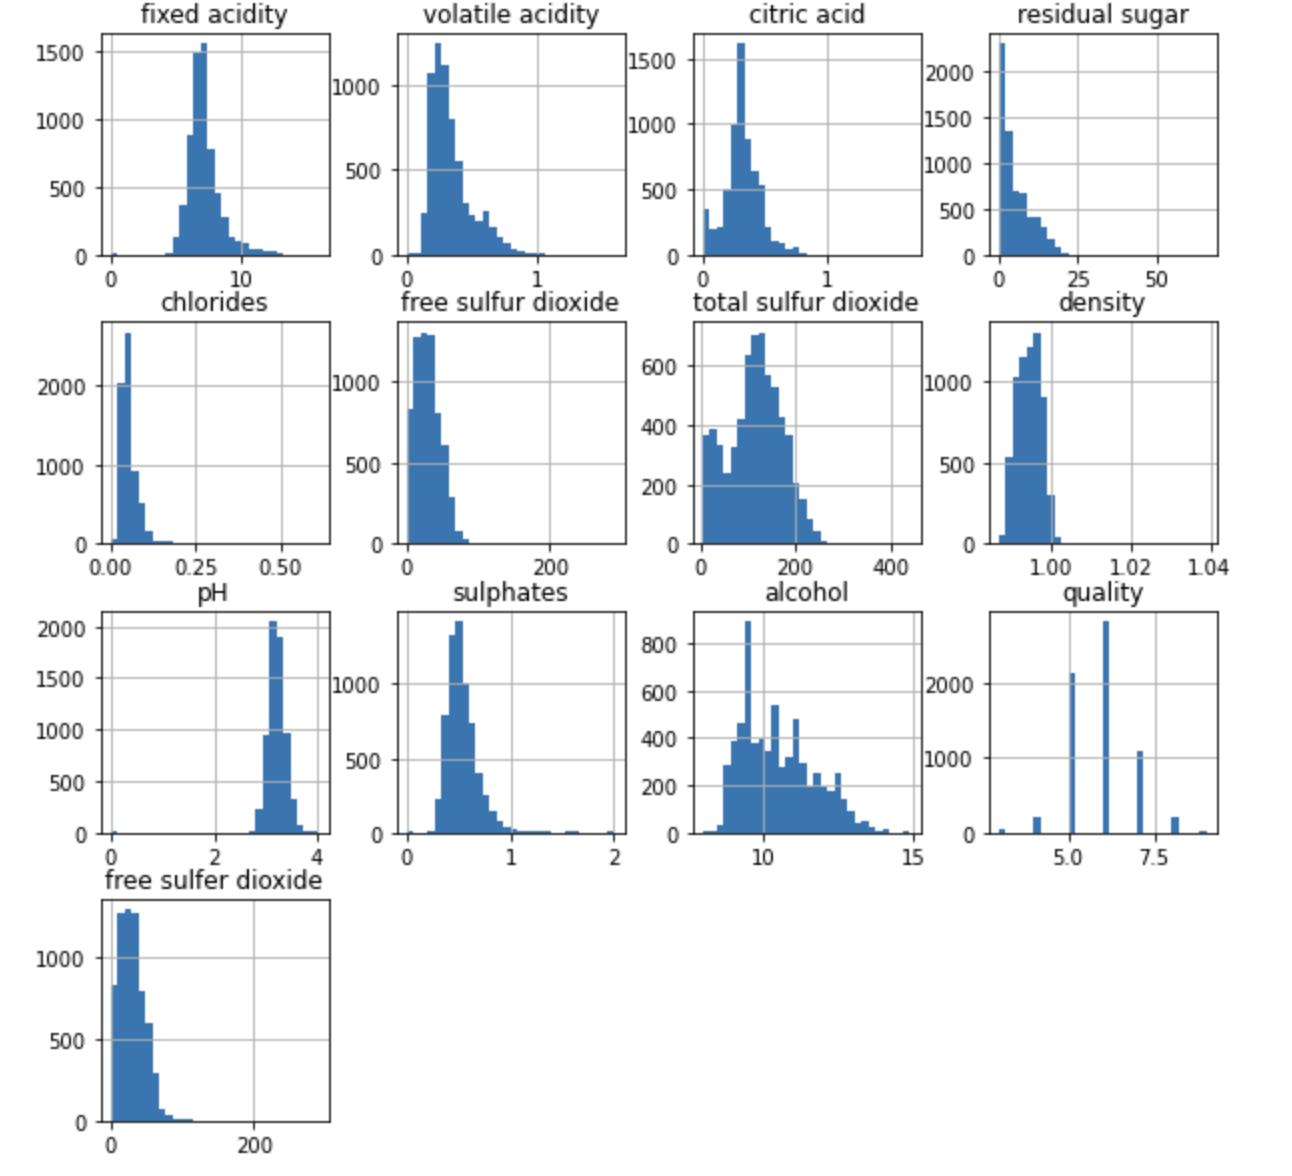 fixed acidity volatile acidity citric acid residual sugar
1500 1000 500 0
0 10
1000 500 0
0 1
1500 1000 500 0
0 1
2000 1500 1000 500 0
0 25 50
chlorides free sulfur dioxide total sulfur dioxide density
2000 1000 0
0.00 0.25 0.50
1000 500 0
0 200
600 400 200 0
0 200 400
1000 500 0
1.00 1.02 1.04
pH sulphates alcohol quality
2000 1500 1000 500 0
0 2 4
1000 500 0
0 1 2
800 600 400 200 0
10 15
2000 1000 0
5.0 7.5
free sulfer dioxide
1000 500 0
0 200